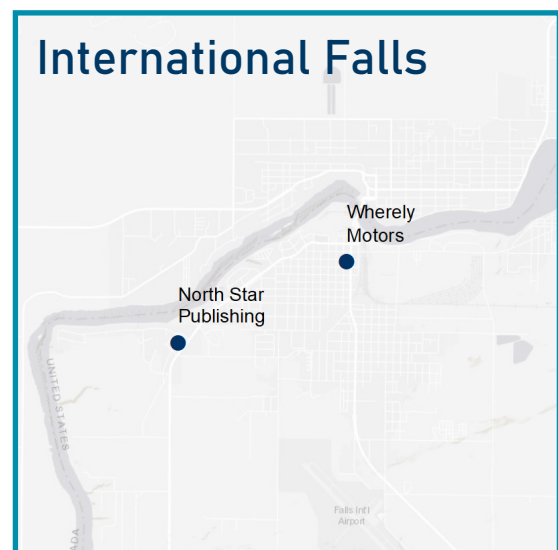 International Falls
Wherely
Motors
North Star
Publishing
UNITED STATES
Falls Int'l
Airport